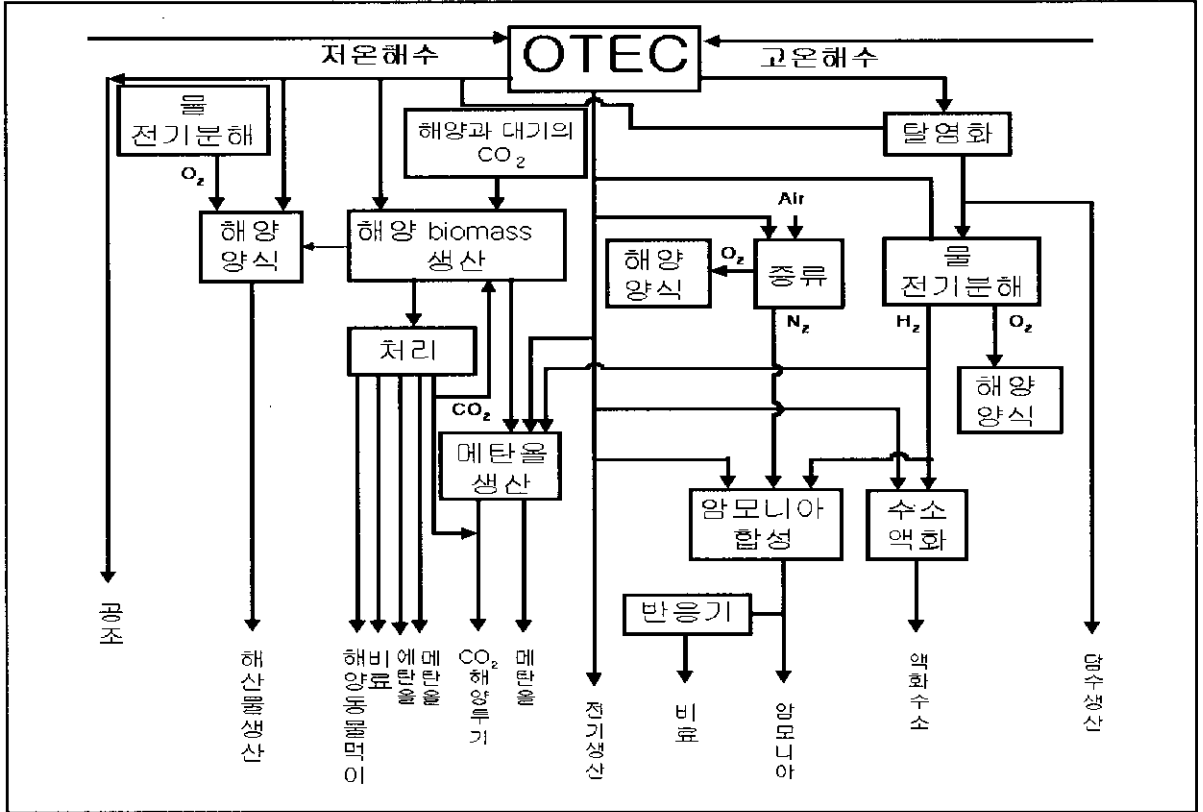 OTEC
저온해수
고온해수
물
전기분해
해양과 대기의
CO₂
탈염화
O₂
Air
해양
양식
해양 biomass
생산
해양
양식
O₂
증류
물
전기분해
N₂
H₂
O₂
처리
해양
양식
CO₂
메탄올
생산
암모니아
합성
수소
액화
반응기
공조
해산물생산
해양동물먹이
비료
에탄올
메탄올
CO₂
해양투기
메탄올
전기생산
비료
암모니아
액화수소
담수생산